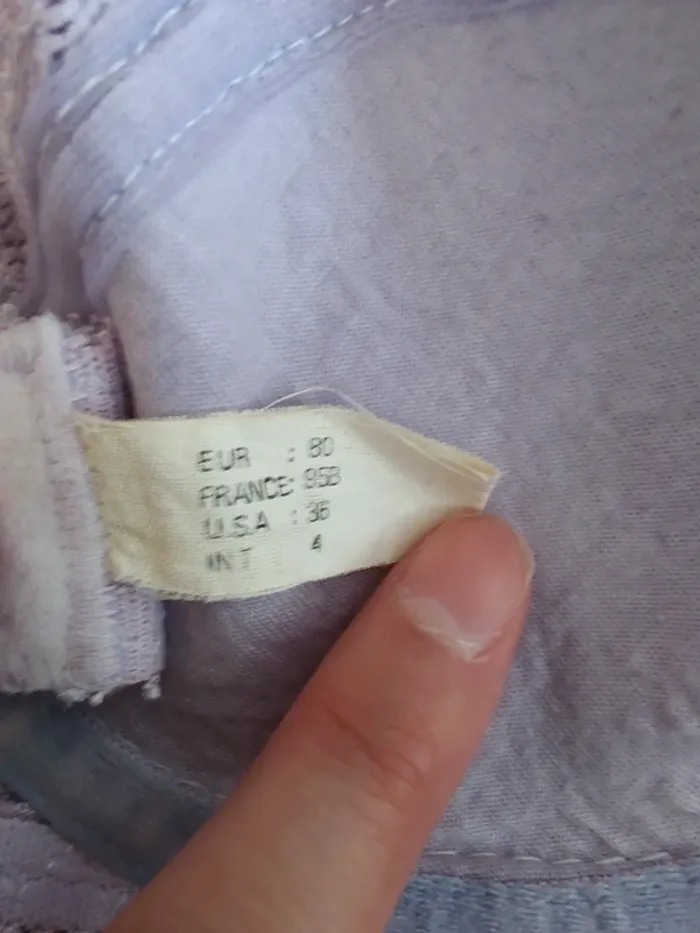 EUR : 80
FRANCE: 95B
U.S.A : 36
INT 4